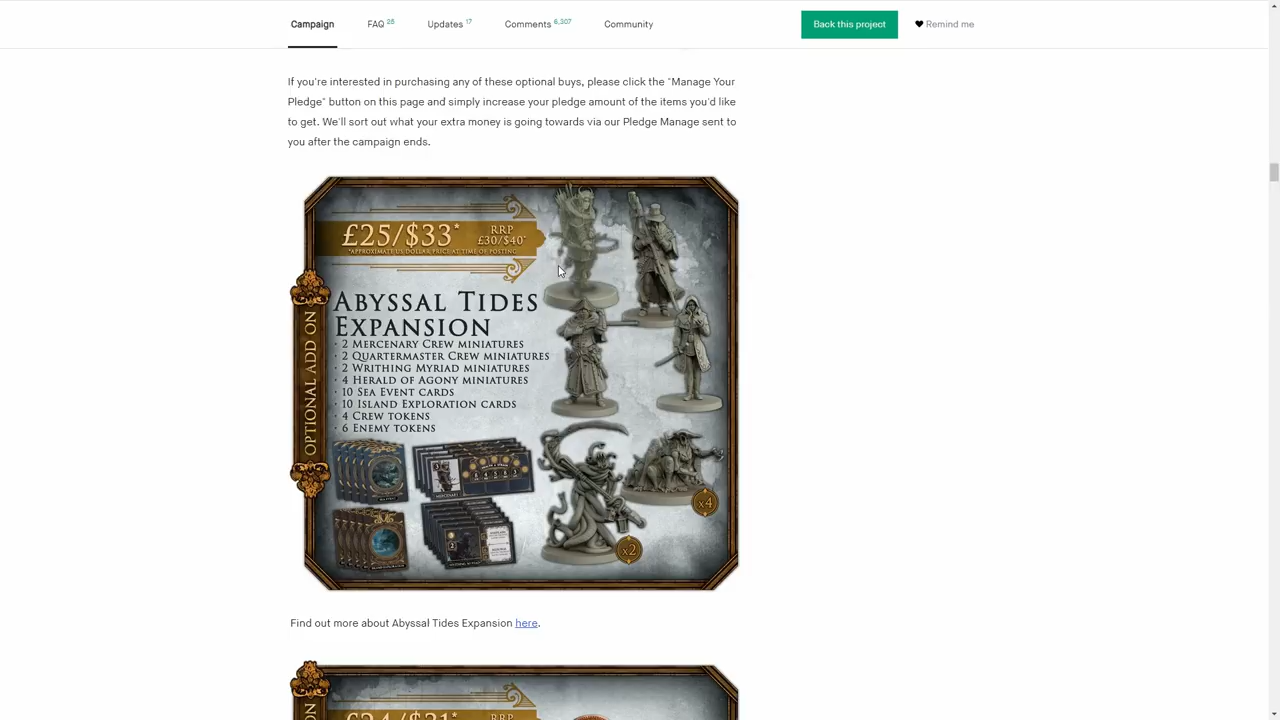 Campaign
FAQ 25
Updates 17
Comments 6,307
Community
Back this project
Remind me
If you're interested in purchasing any of these optional buys, please click the "Manage Your
Pledge" button on this page and simply increase your pledge amount of the items you'd like
to get. We'll sort out what your extra money is going towards via our Pledge Manage sent to
you after the campaign ends.
£25/$33*
RRP
£30/$40*
*APPROXIMATE US DOLLAR PRICE AT TIME OF POSTING
OPTIONAL ADD ON
ABYSSAL TIDES
EXPANSION
· 2 MERCENARY CREW MINIATURES
· 2 QUARTERMASTER CREW MINIATURES
· 2 WRITHING MYRIAD MINIATURES
· 4 HERALD OF AGONY MINIATURES
· 10 SEA EVENT CARDS
· 10 ISLAND EXPLORATION CARDS
· 4 CREW TOKENS
· 6 ENEMY TOKENS
MERCENARY
x4
x2
Find out more about Abyssal Tides Expansion here.
£24/$31*
RRP